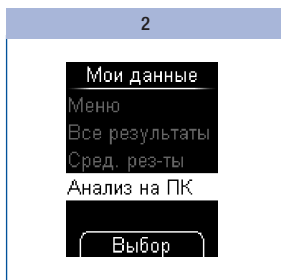 2
Мои данные
Меню
Все результаты
Сред. рез-ты
Анализ на ПК
Выбор